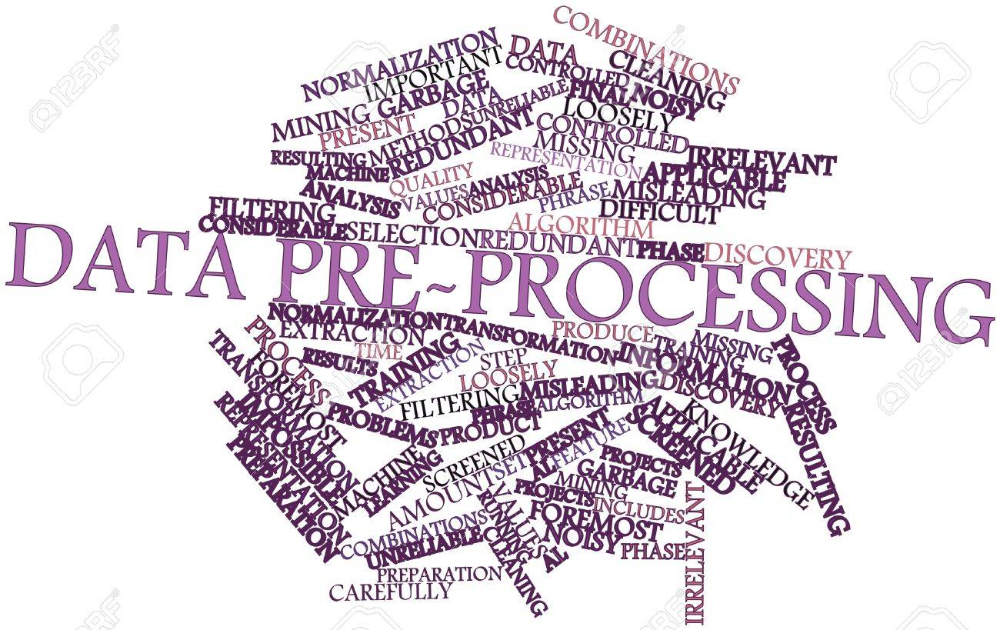 COMBINATIONS
NORMALIZATION
DATA
CLEANING
IMPORTANT
CONTROLLED
GARBAGE
DATA
FINAL
NOISY
MINING
UNRELIABLE
LOOSELY
PRESENT
METHODS
CONTROLLED
REDUNDANT
MISSING
RESULTING
REPRESENTATION
IRRELEVANT
MACHINE
QUALITY
APPLICABLE
ANALYSIS
VALUES
ANALYSIS
CONSIDERABLE
PHRASE
MISLEADING
FILTERING
DIFFICULT
CONSIDERABLE
SELECTION
ALGORITHM
REDUNDANT
PHASE
DISCOVERY
DATA PRE-PROCESSING
NORMALIZATION
TRANSFORMATION
PRODUCE
EXTRACTION
PROCESS
TIME
RESULTS
TRAINING
EXTRACTION
STEP
LOOSELY
INFORMATION
TRAINING
MISSING
PROCESS
TRANSFORMATION
FOREMOST
FILTERING
MISLEADING
DISCOVERY
PHRASE
ALGORITHM
KNOWLEDGE
IMPOSSIBLE
REPRESENTATION
PREPARATION
PROBLEMS
PRODUCT
PRESENT
APPLICABLE
SCREENED
RESULTING
MACHINE
LEARNING
SCREENED
SET
AL
FEATURE
PROJECTS
GARBAGE
AMOUNT
MINING
PROJECTS
INCLUDES
IRRELEVANT
COMBINATIONS
VALUES
RUNNING
FOREMOST
UNRELIABLE
CLEANING
NOISY
AL
PHASE
PREPARATION
CAREFULLY
123RF